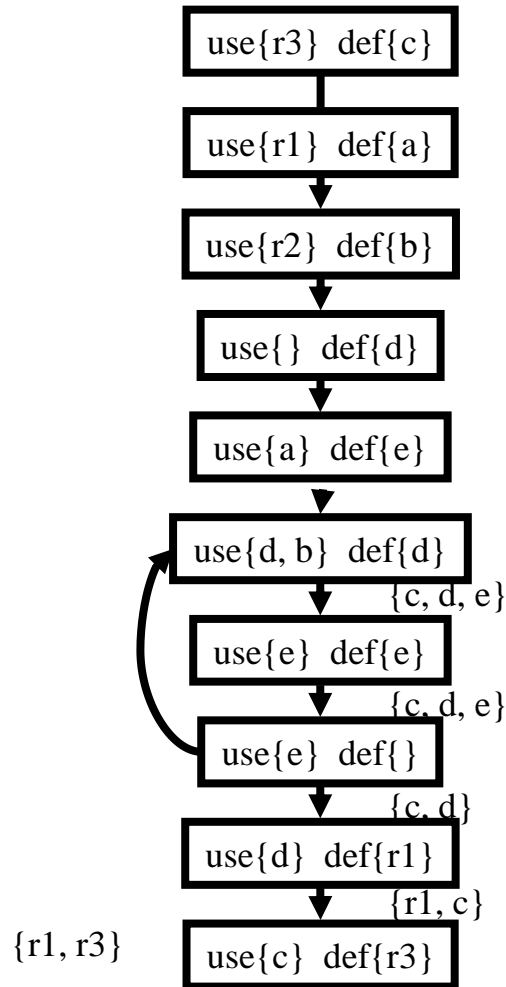 use{r3} def{c}
use{r1} def{a}
use{r2} def{b}
use{} def{d}
use{a} def{e}
use{d, b} def{d}
{c, d, e}
use{e} def{e}
{c, d, e}
use{e} def{}
{c, d}
use{d} def{r1}
{r1, c}
{r1, r3} use{c} def{r3}